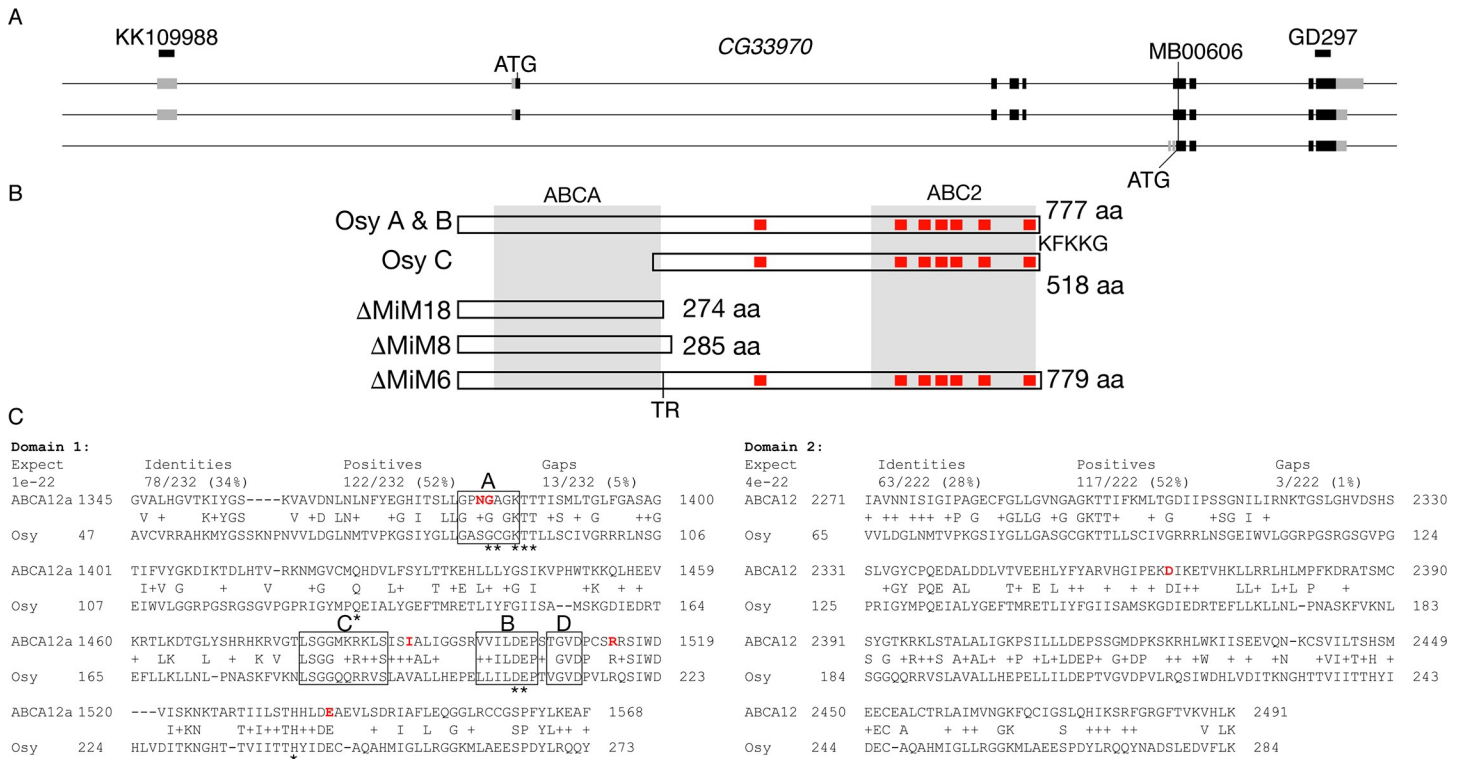 A
KK109988
CG33970
GD297
MB00606
ATG
ATG
B
ABCA
ABC2
Osy A & B
777 aa
KFKKG
Osy C
518 aa
ΔMiM18
274 aa
ΔMiM8
285 aa
ΔMiM6
779 aa
TR
C
Domain 1:
Expect Identities Positives Gaps
1e-22 78/232 (34%) 122/232 (52%) 13/232 (5%)
A
ABCA12a 1345 GVALHGVTKIYGS----KVAVDNLNLNFYEGHITSLLGPNGAGKTTTISMLTGLFGASAG 1400
V + K+YGS V +D LN+ +G I LLG +G GKTT + S + G ++G
Osy 47 AVCVRRAHKMYGSSKNPNVVLDGLNMTVPKGSIYGLLGASGCGKTTLLSCIVGRRRLNSG 106
** ***
ABCA12a 1401 TIFVYGKDIKTDLHTV-RKNMGVCMQHDVLFSYLTTKEHLLLYGSIKVPHWTKKQLHEEV 1459
I+V G + + +G Q+ L+ + T+E L+ +G I +K + +
Osy 107 EIWVLGGRPGSRGSGVPGPRIGYMPQEIALYGEFTMRETLIYFGIISA--MSKGDIEDRT 164
*
C B D
ABCA12a 1460 KRTLKDTGLYSHRHKRVGTLSGGMKRKLSISIALIGGSRVVILDEPSTGVDPCSRRSIWD 1519
+ LK L + K V LSGG +R++S+++AL+ ++ILDEP+ GVDP R+SIWD
Osy 165 EFLLKLLNL-PNASKFVKNLSGGQQRRVSLAVALLHEPELLILDEPTVGVDPVLRQSIWD 223
**
ABCA12a 1520 ---VISKNKTARTIILSTHHLDEAEVLSDRIAFLEQGGLRCCGSPFYLKEAF 1568
I+KN T+I++TH++DE + I L G + SP YL+ +
Osy 224 HLVDITKNGHTT-VIITTHYIDEC-AQAHMIGLLRGGKMLAEESPDYLRQQY 273
*
Domain 2:
Expect Identities Positives Gaps
4e-22 63/222 (28%) 117/222 (52%) 3/222 (1%)
ABCA12 2271 IAVNNISIGIPAGECFGLLGVNGAGKTTIFKMLTGDIIPSSGNILIRNKTGSLGHVDSHS 2330
+ ++ +++ +P G +GLLG +G GKTT+ + G +SG I +
Osy 65 VVLDGLNMTVPKGSIYGLLGASGCGKTTLLSCIVGRRRLNSGEIWVLGGRPGSRGSGVPG 124
ABCA12 2331 SLVGYCPQEDALDDLVTVEEHLYFYARVHGIPEKDIKETVHKLLRRLHLMPFKDRATSMC 2390
+GY PQE AL T+ E L ++ + + DI++ LL+ L+L P +
Osy 125 PRIGYMPQEIALYGEFTMRETLIYFGIISAMSKGDIEDRTEFLLKLLNL-PNASKFVKNL 183
ABCA12 2391 SYGTKRKLSTALALIGKPSILLLDEPSSGMDPKSKRHLWKIISEEVQN-KCSVILTSHSM 2449
S G +R++S A+AL+ +P +L+LDEP+ G+DP ++ +W + + N +VI+T+H +
Osy 184 SGGQQRRVSLAVALLHEPELLILDEPTVGVDPVLRQSIWDHLVDITKNGHTTVIITTHYI 243
ABCA12 2450 EECEALCTRLAIMVNGKFQCIGSLQHIKSRFGRGFTVKVHLK 2491
+EC A + ++ GK S +++ + V LK
Osy 244 DEC-AQAHMIGLLRGGKMLAEESPDYLRQQYNADSLEDVFLK 284